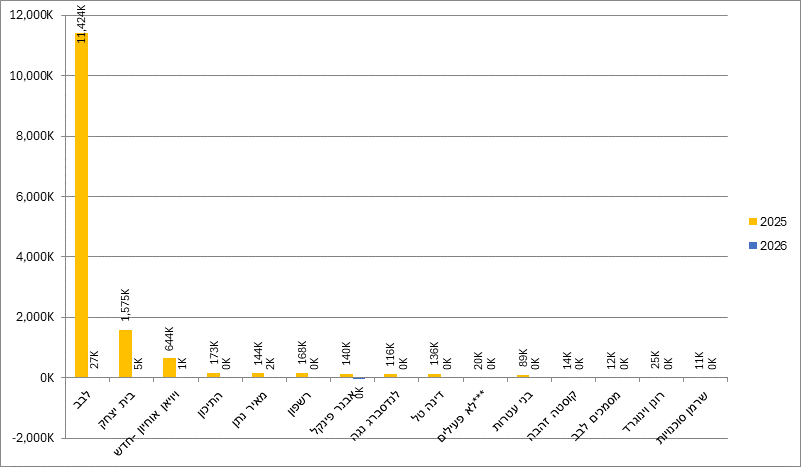 12,000K
10,000K
8,000K
6,000K
4,000K
2,000K
0K
-2,000K
11,424K
27K
1,575K
5K
644K
1K
173K
0K
144K
2K
168K
0K
140K
0K
116K
0K
136K
0K
20K
0K
89K
0K
14K
0K
12K
0K
25K
0K
11K
0K
לבב
בית יצחק
וויאן אוחיון -חדש
התיכון
מאיר נתן
רשפון
אבנר פינקל
לנדסברג נגה
דינה טל
***לא פעילים
בני עטרות
קוסטה זהבה
מסמכים לבב
רונן וינוגרד
שרמן סוכנויות
2025
2026